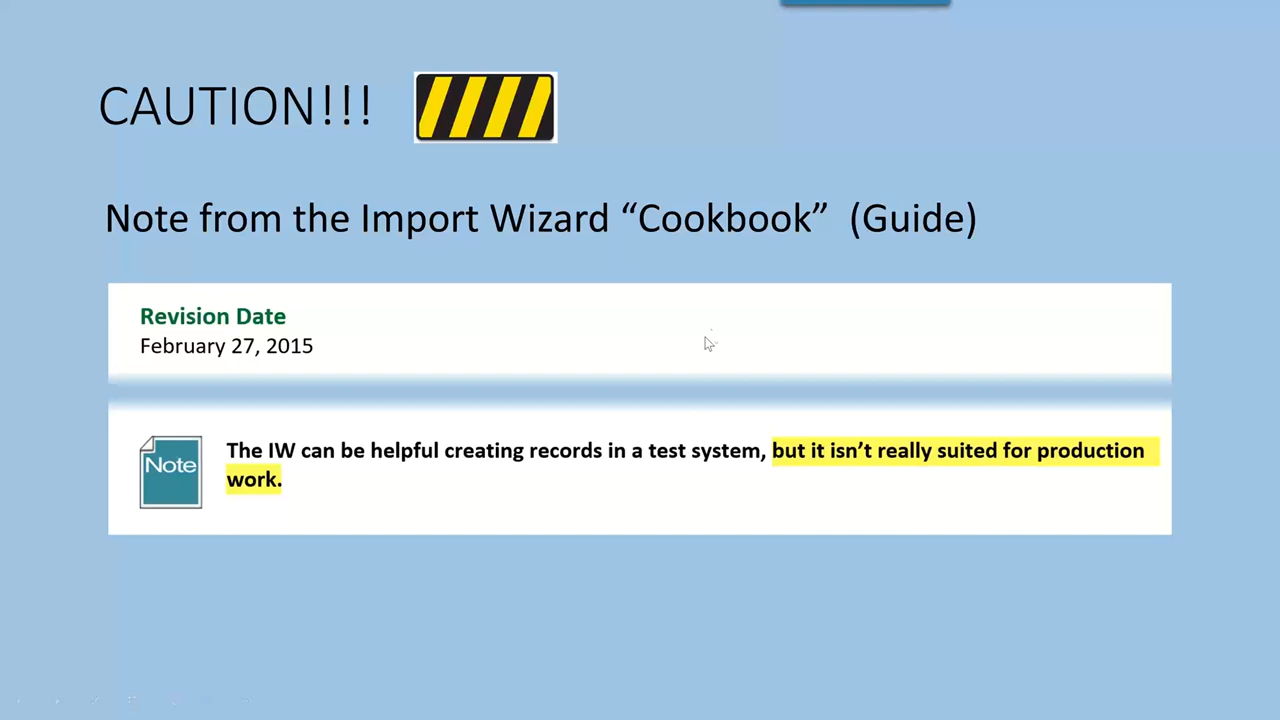 CAUTION!!!
Note from the Import Wizard “Cookbook” (Guide)
Revision Date
February 27, 2015
Note
The IW can be helpful creating records in a test system, but it isn’t really suited for production
work.